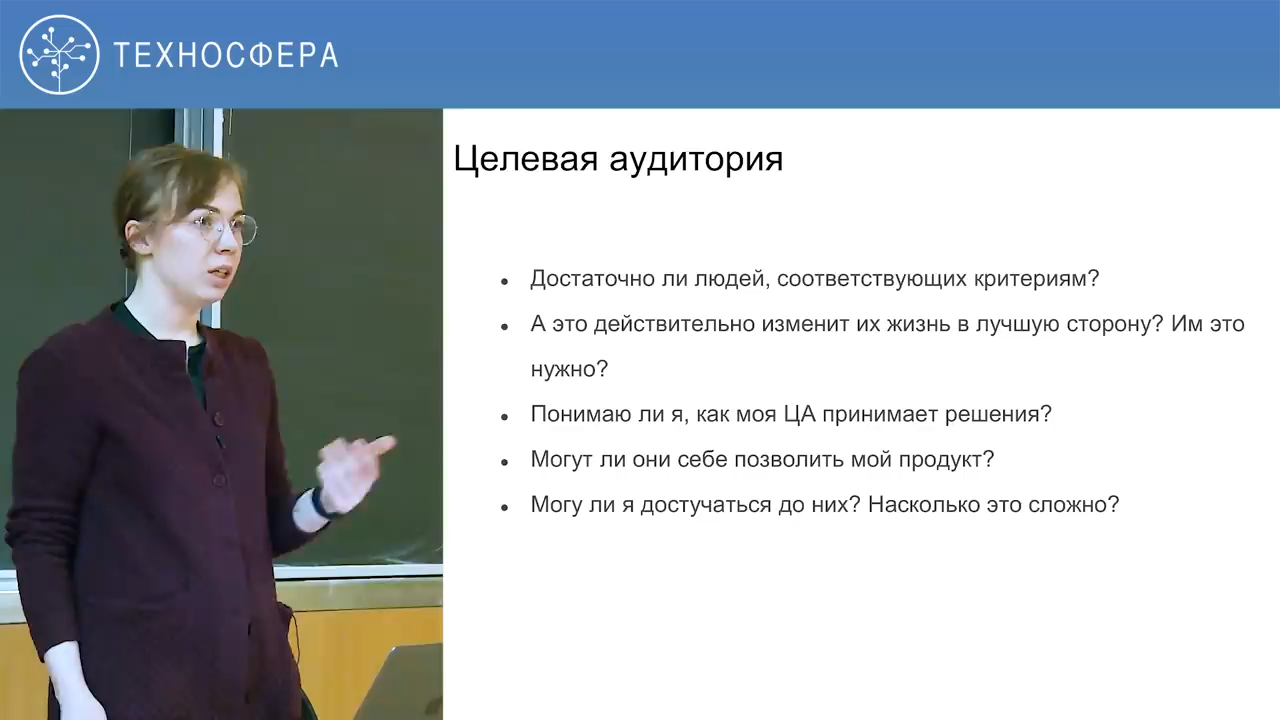 ТЕХНОСФЕРА
Целевая аудитория
Достаточно ли людей, соответствующих критериям?
А это действительно изменит их жизнь в лучшую сторону? Им это
нужно?
Понимаю ли я, как моя ЦА принимает решения?
Могут ли они себе позволить мой продукт?
Могу ли я достучаться до них? Насколько это сложно?